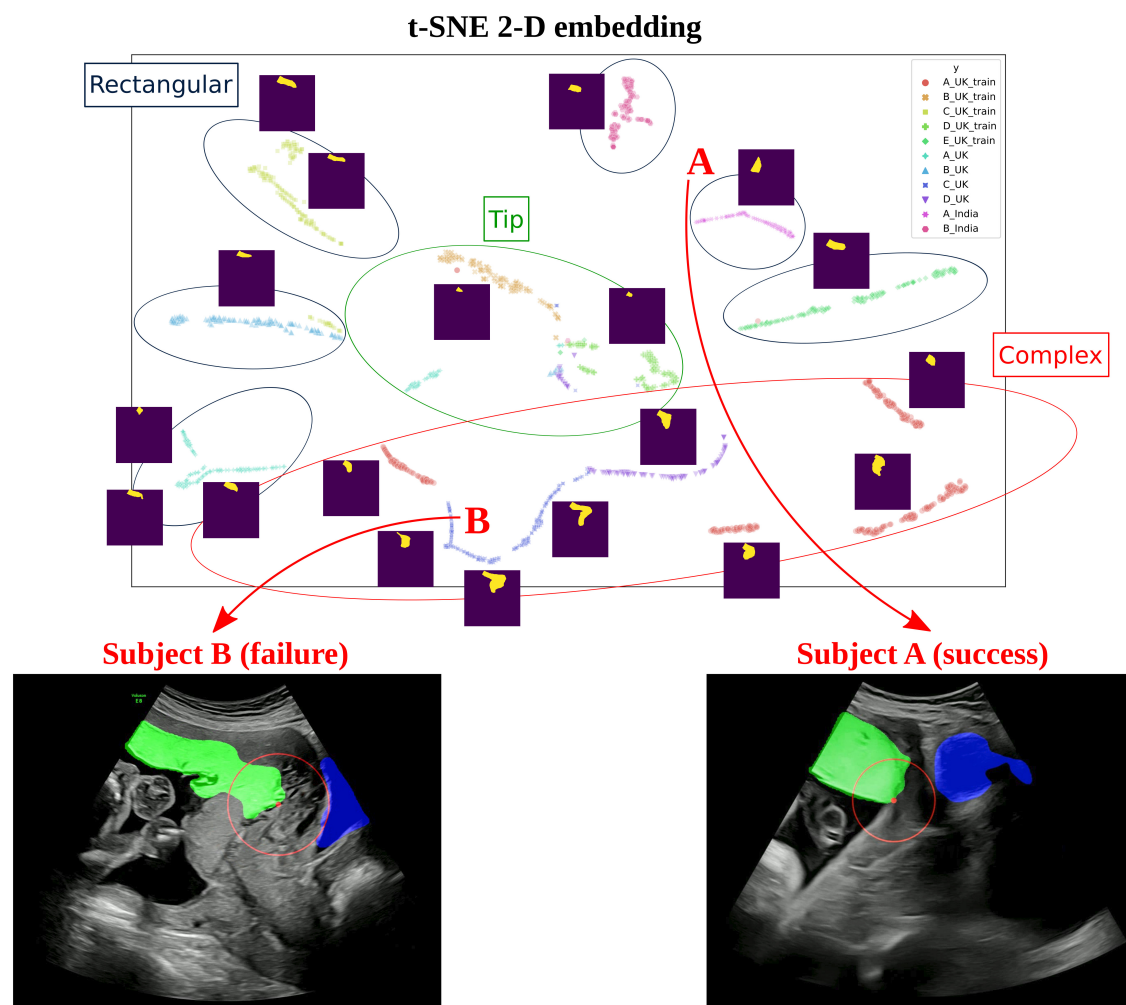 t-SNE 2-D embedding
Rectangular
Tip
Complex
A
B
y
A_UK_train
B_UK_train
C_UK_train
D_UK_train
E_UK_train
A_UK
B_UK
C_UK
D_UK
A_India
B_India
Subject B (failure)
Subject A (success)